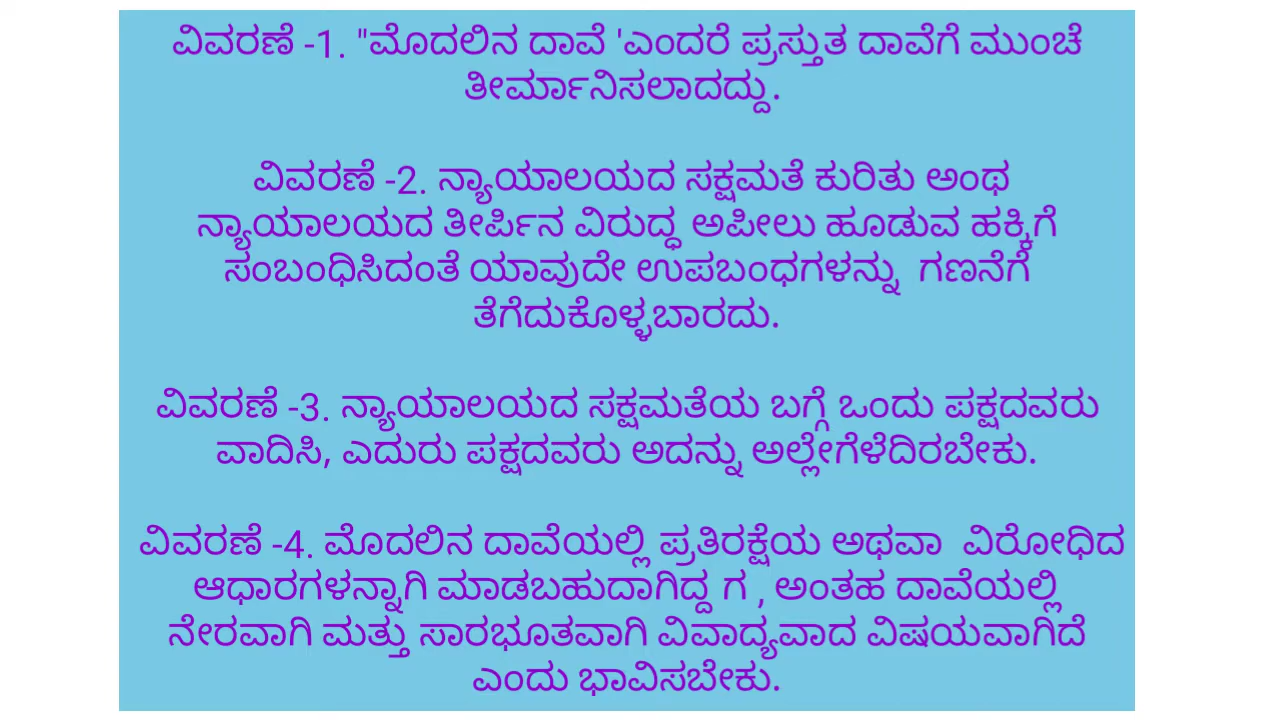 ವಿವರಣೆ -1. "ಮೊದಲಿನ ದಾವೆ 'ಎಂದರೆ ಪ್ರಸ್ತುತ ದಾವೆಗೆ ಮುಂಚೆ
ತೀರ್ಮಾನಿಸಲಾದದ್ದು.
ವಿವರಣೆ -2. ನ್ಯಾಯಾಲಯದ ಸಕ್ಷಮತೆ ಕುರಿತು ಅಂಥ
ನ್ಯಾಯಾಲಯದ ತೀರ್ಪಿನ ವಿರುದ್ಧ ಅಪೀಲು ಹೂಡುವ ಹಕ್ಕಿಗೆ
ಸಂಬಂಧಿಸಿದಂತೆ ಯಾವುದೇ ಉಪಬಂಧಗಳನ್ನು ಗಣನೆಗೆ
ತೆಗೆದುಕೊಳ್ಳಬಾರದು.
ವಿವರಣೆ -3. ನ್ಯಾಯಾಲಯದ ಸಕ್ಷಮತೆಯ ಬಗ್ಗೆ ಒಂದು ಪಕ್ಷದವರು
ವಾದಿಸಿ, ಎದುರು ಪಕ್ಷದವರು ಅದನ್ನು ಅಲ್ಲೇಗೆಳೆದಿರಬೇಕು.
ವಿವರಣೆ -4. ಮೊದಲಿನ ದಾವೆಯಲ್ಲಿ ಪ್ರತಿರಕ್ಷೆಯ ಅಥವಾ ವಿರೋಧಿದ
ಆಧಾರಗಳನ್ನಾಗಿ ಮಾಡಬಹುದಾಗಿದ್ದ ಗ , ಅಂತಹ ದಾವೆಯಲ್ಲಿ
ನೇರವಾಗಿ ಮತ್ತು ಸಾರಭೂತವಾಗಿ ವಿವಾದ್ಯವಾದ ವಿಷಯವಾಗಿದೆ
ಎಂದು ಭಾವಿಸಬೇಕು.